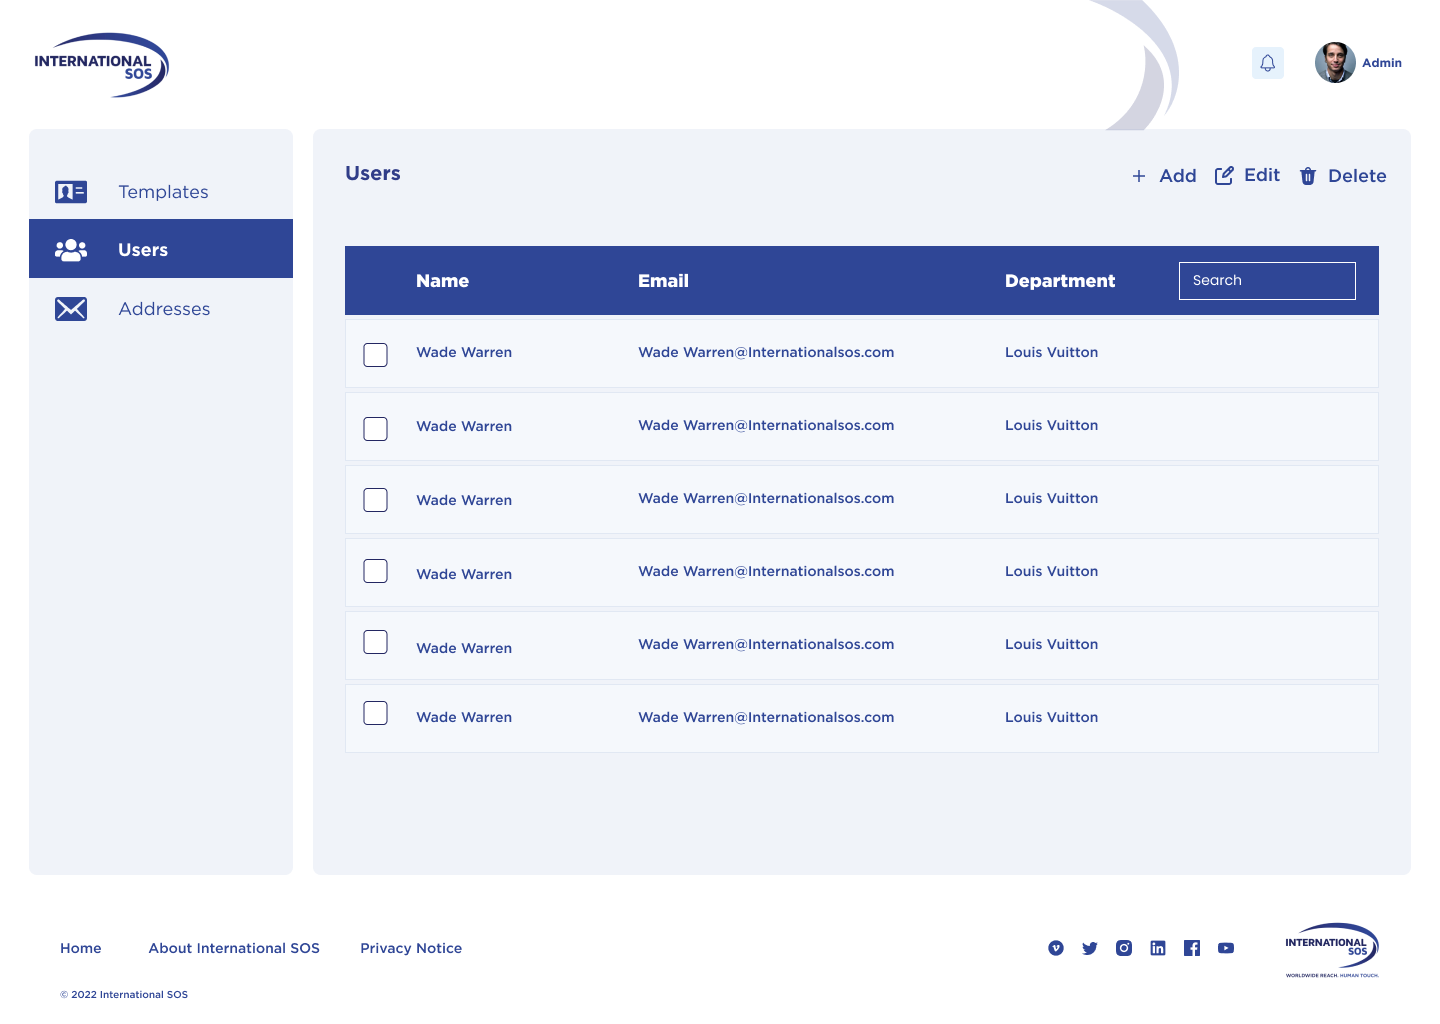 INTERNATIONAL
SOS
Admin
Templates
Users
Addresses
Users
Add Edit Delete
Name Email Department Search
Wade Warren Wade Warren@Internationalsos.com Louis Vuitton
Wade Warren Wade Warren@Internationalsos.com Louis Vuitton
Wade Warren Wade Warren@Internationalsos.com Louis Vuitton
Wade Warren Wade Warren@Internationalsos.com Louis Vuitton
Wade Warren Wade Warren@Internationalsos.com Louis Vuitton
Wade Warren Wade Warren@Internationalsos.com Louis Vuitton
Home About International SOS Privacy Notice
INTERNATIONAL
SOS
WORLDWIDE REACH. HUMAN TOUCH.
© 2022 International SOS